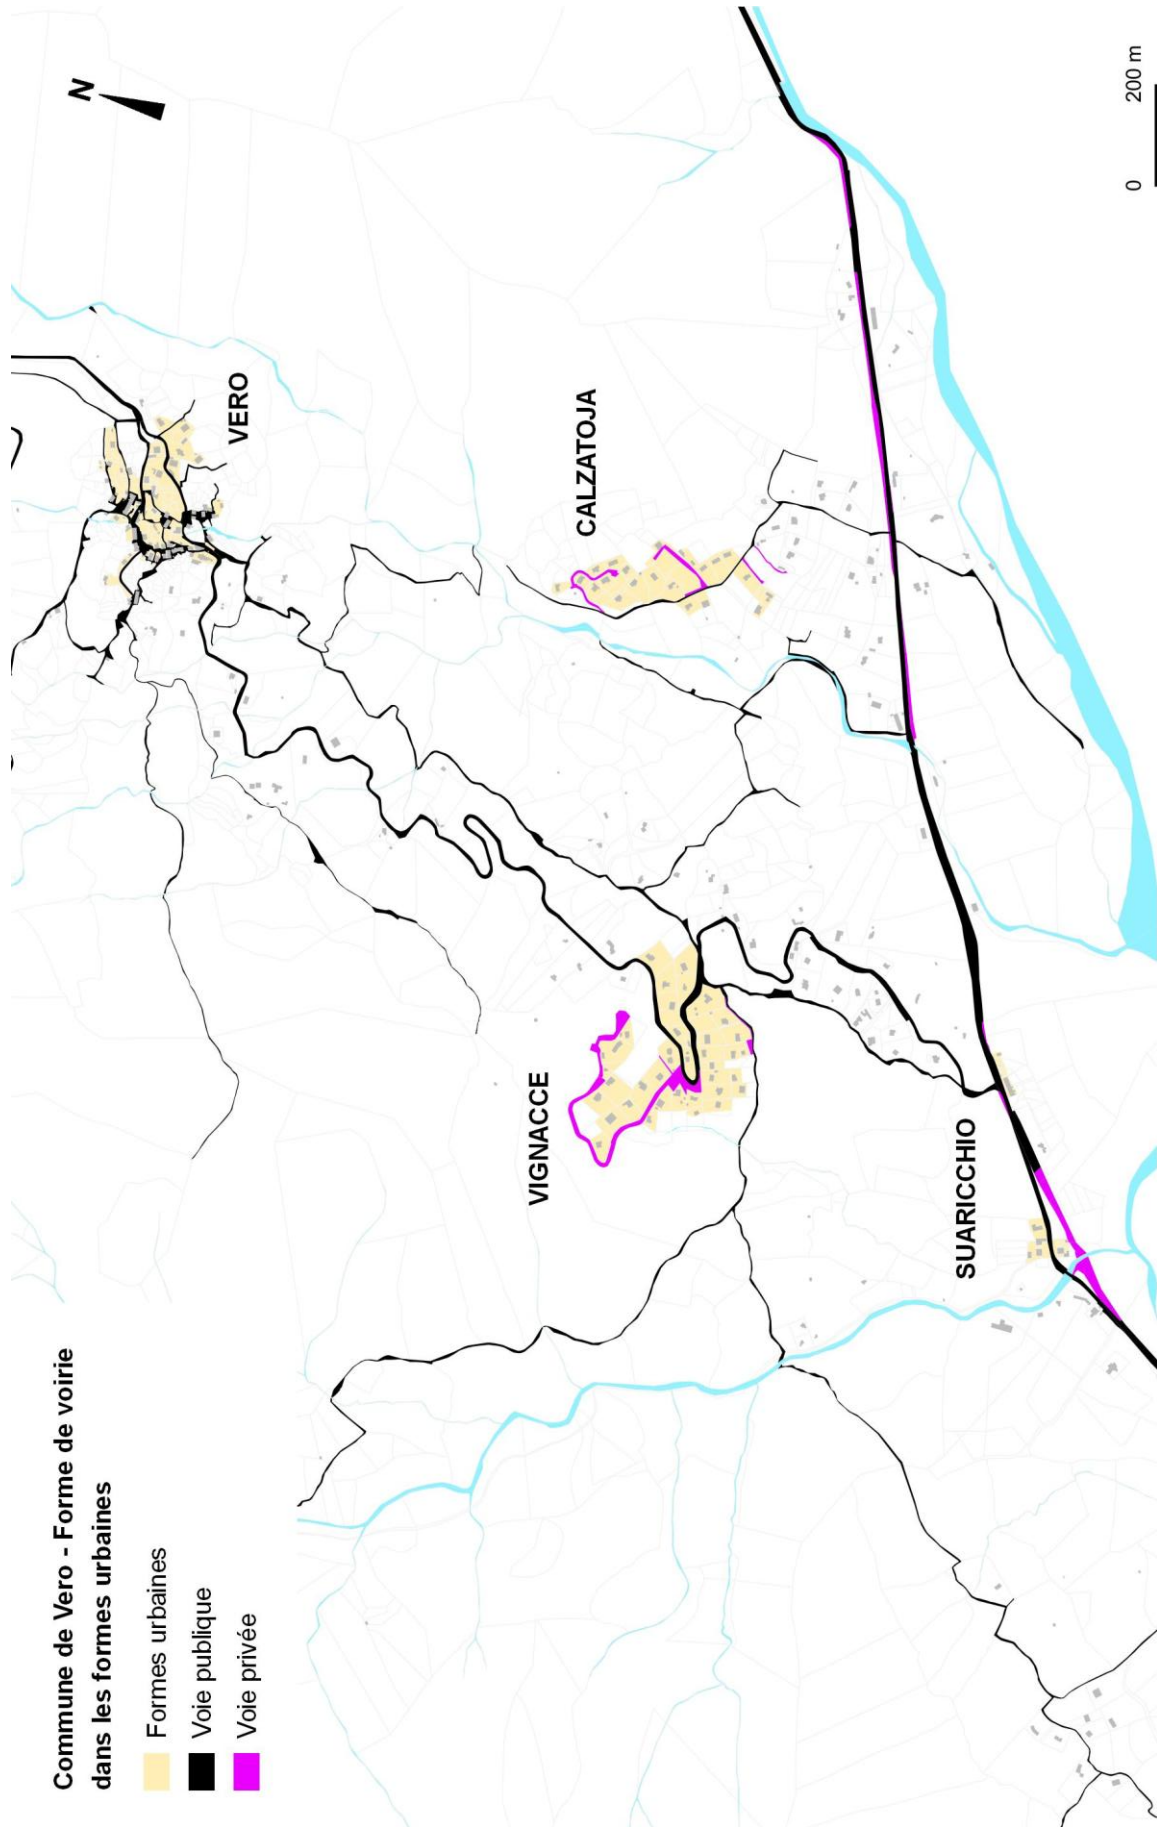 Commune de Vero - Forme de voirie
dans les formes urbaines
Formes urbaines
Voie publique
Voie privée
N
VERO
CALZATOJA
VIGNACCE
SUARICCHIO
0 200 m